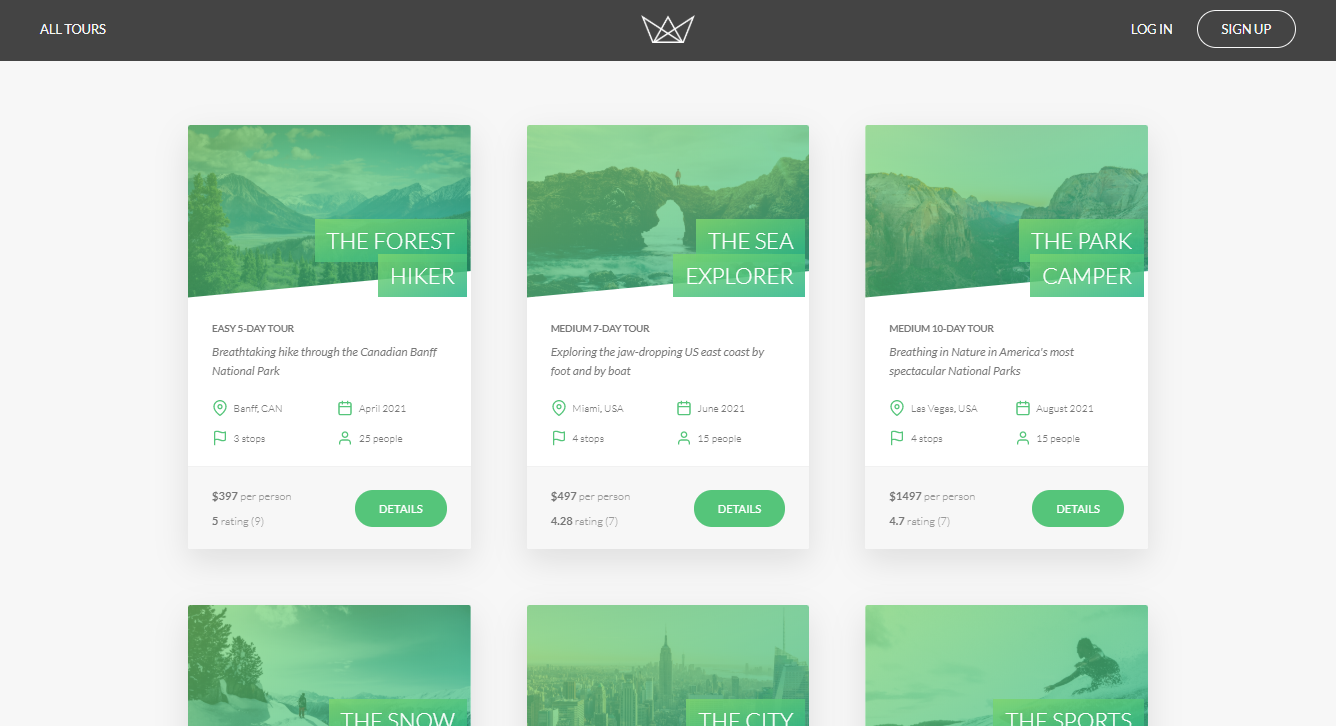 ALL TOURS
LOG IN
SIGN UP
THE FOREST
HIKER
EASY 5-DAY TOUR
Breathtaking hike through the Canadian Banff
National Park
Banff, CAN
April 2021
3 stops
25 people
$397 per person
5 rating (9)
DETAILS
THE SEA
EXPLORER
MEDIUM 7-DAY TOUR
Exploring the jaw-dropping US east coast by
foot and by boat
Miami, USA
June 2021
4 stops
15 people
$497 per person
4.28 rating (7)
DETAILS
THE PARK
CAMPER
MEDIUM 10-DAY TOUR
Breathing in Nature in America's most
spectacular National Parks
Las Vegas, USA
August 2021
4 stops
15 people
$1497 per person
4.7 rating (7)
DETAILS
THE SNOW
THE CITY
THE SPORTS